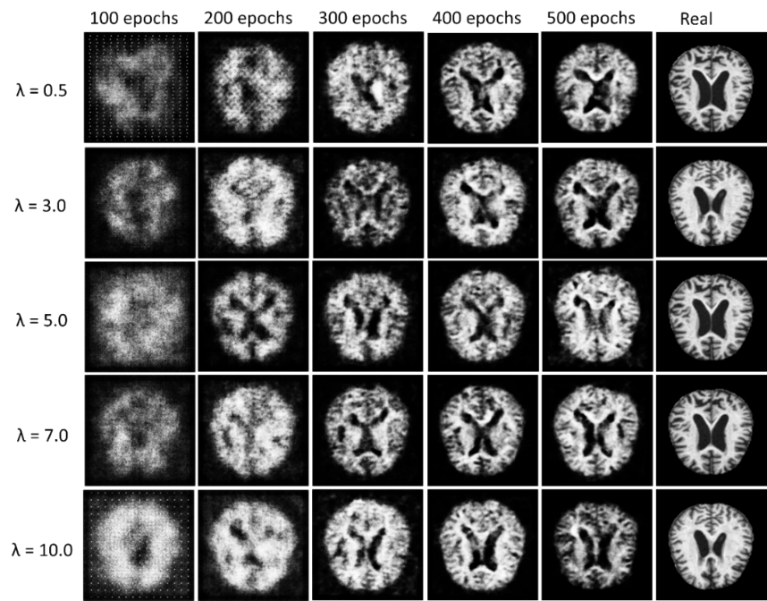 100 epochs 200 epochs 300 epochs 400 epochs 500 epochs Real
λ = 0.5
λ = 3.0
λ = 5.0
λ = 7.0
λ = 10.0